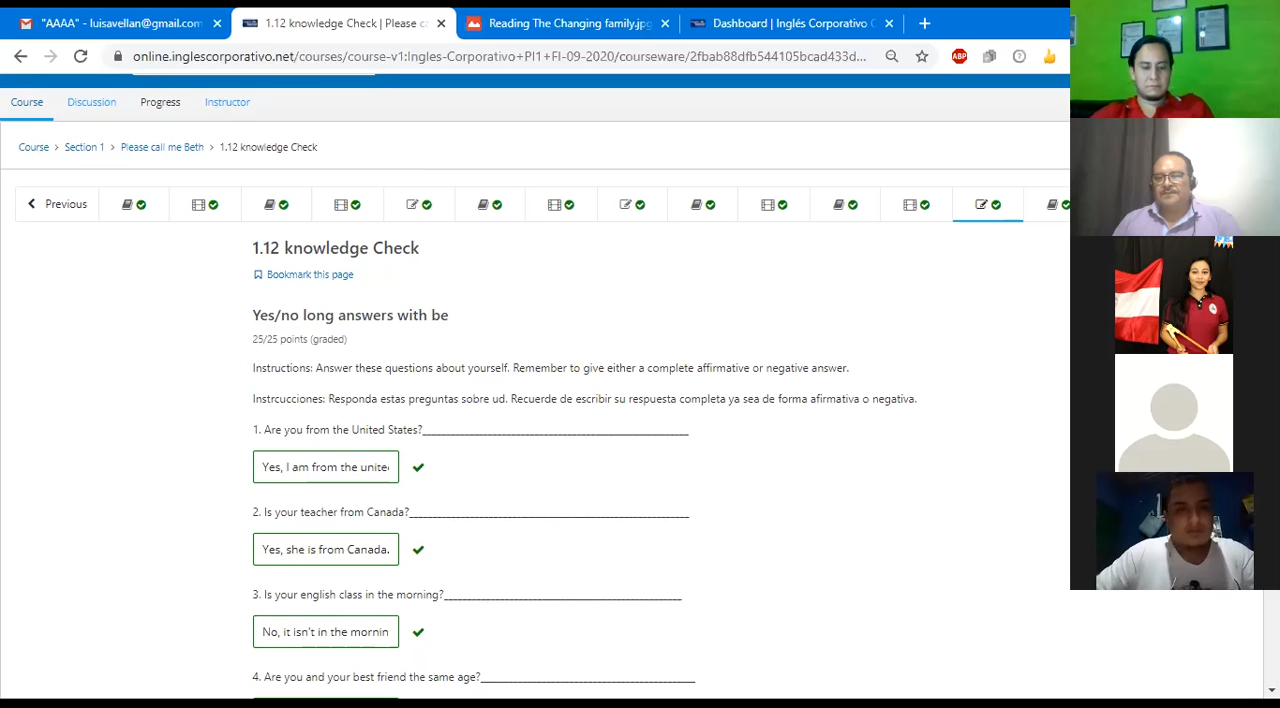 "AAAA" - luisavellan@gmail.com
1.12 knowledge Check | Please ca
Reading The Changing family.jpg
Dashboard | Inglés Corporativo C
online.inglescorporativo.net/courses/course-v1:Ingles-Corporativo+PI1+FI-09-2020/courseware/2fbab88dfb544105bcad433d...
ABP
Course
Discussion
Progress
Instructor
Course > Section 1 > Please call me Beth > 1.12 knowledge Check
Previous
1.12 knowledge Check
Bookmark this page
Yes/no long answers with be
25/25 points (graded)
Instructions: Answer these questions about yourself. Remember to give either a complete affirmative or negative answer.
Instrcucciones: Responda estas preguntas sobre ud. Recuerde de escribir su respuesta completa ya sea de forma afirmativa o negativa.
1. Are you from the United States?
Yes, I am from the unite
2. Is your teacher from Canada?
Yes, she is from Canada.
3. Is your english class in the morning?
No, it isn't in the mornin
4. Are you and your best friend the same age?